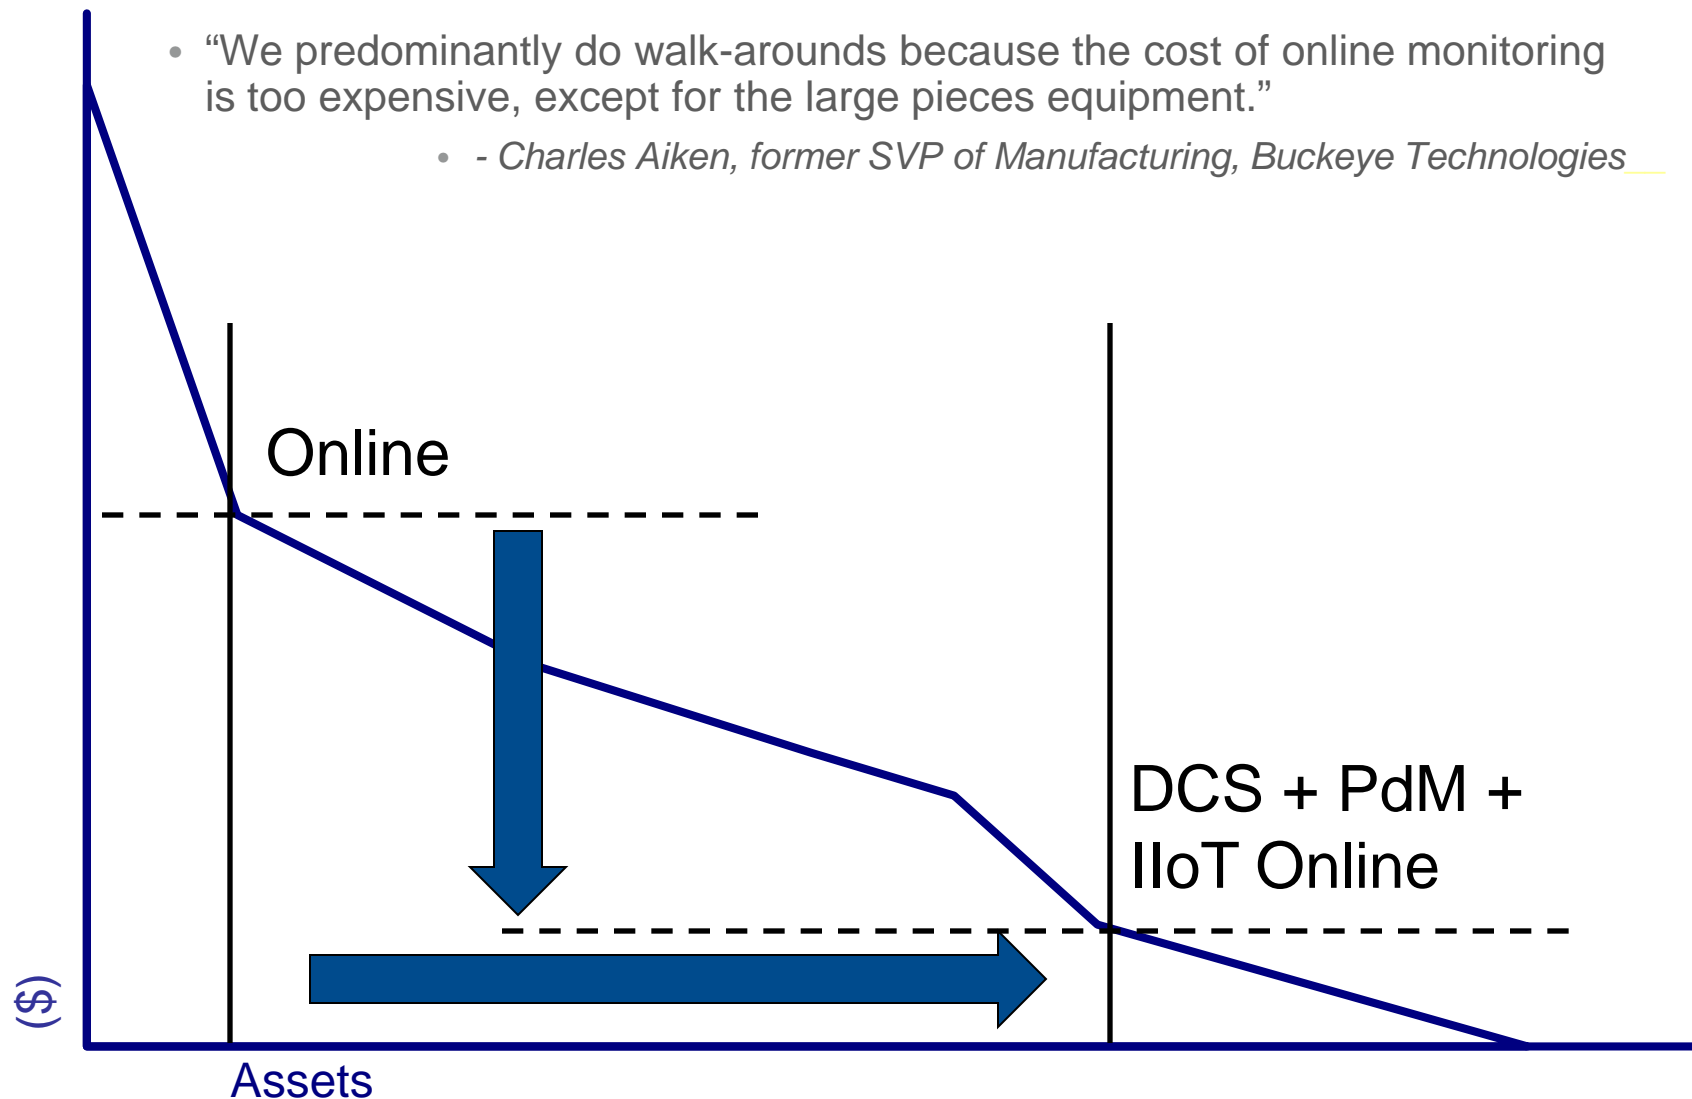 • “We predominantly do walk-arounds because the cost of online monitoring
is too expensive, except for the large pieces equipment.”
• - Charles Aiken, former SVP of Manufacturing, Buckeye Technologies
Online
DCS + PdM +
IIoT Online
($)
Assets